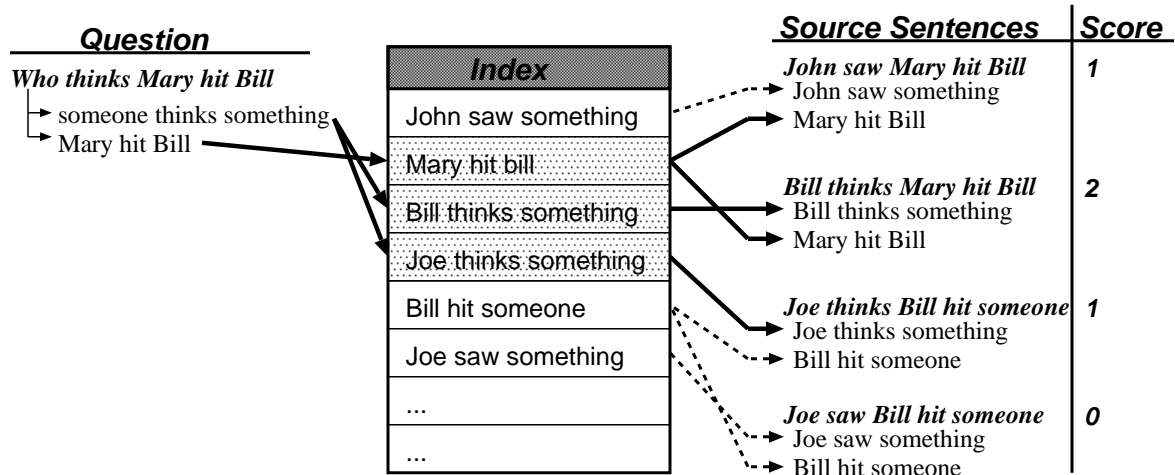 Question
Who thinks Mary hit Bill
someone thinks something
Mary hit Bill
Index
John saw something
Mary hit bill
Bill thinks something
Joe thinks something
Bill hit someone
Joe saw something
...
...
Source Sentences Score
John saw Mary hit Bill 1
John saw something
Mary hit Bill
Bill thinks Mary hit Bill 2
Bill thinks something
Mary hit Bill
Joe thinks Bill hit someone 1
Joe thinks something
Bill hit someone
Joe saw Bill hit someone 0
Joe saw something
Bill hit someone